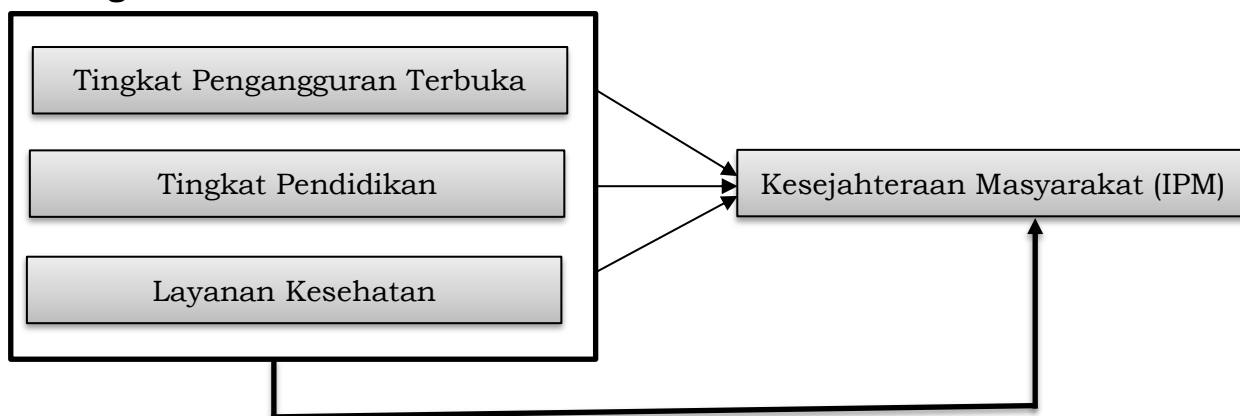 Tingkat Pengangguran Terbuka
Tingkat Pendidikan
Kesejahteraan Masyarakat (IPM)
Layanan Kesehatan